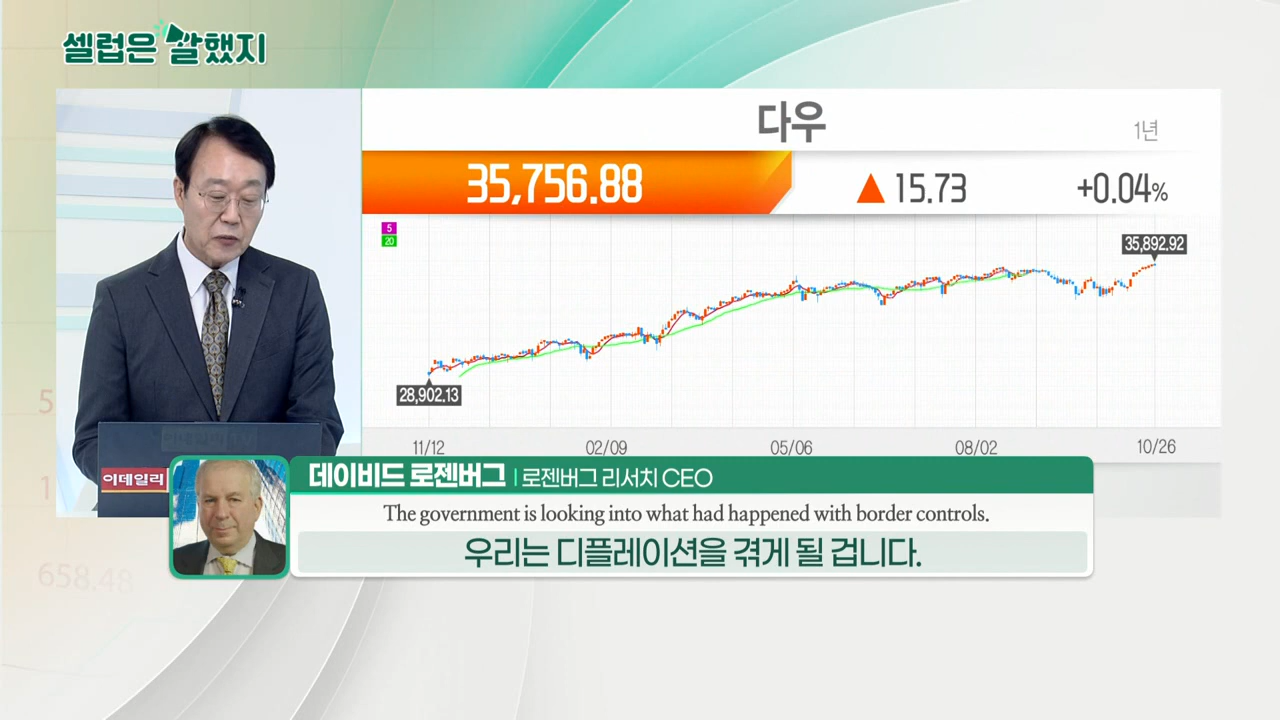 셀럽은 말했지
다우
1년
35,756.88
▲ 15.73
+0.04%
5
20
35,892.92
28,902.13
11/12
02/09
05/06
08/02
10/26
이데일리
데이비드 로젠버그 | 로젠버그 리서치 CEO
The government is looking into what had happened with border controls.
우리는 디플레이션을 겪게 될 겁니다.
5
1
658.48